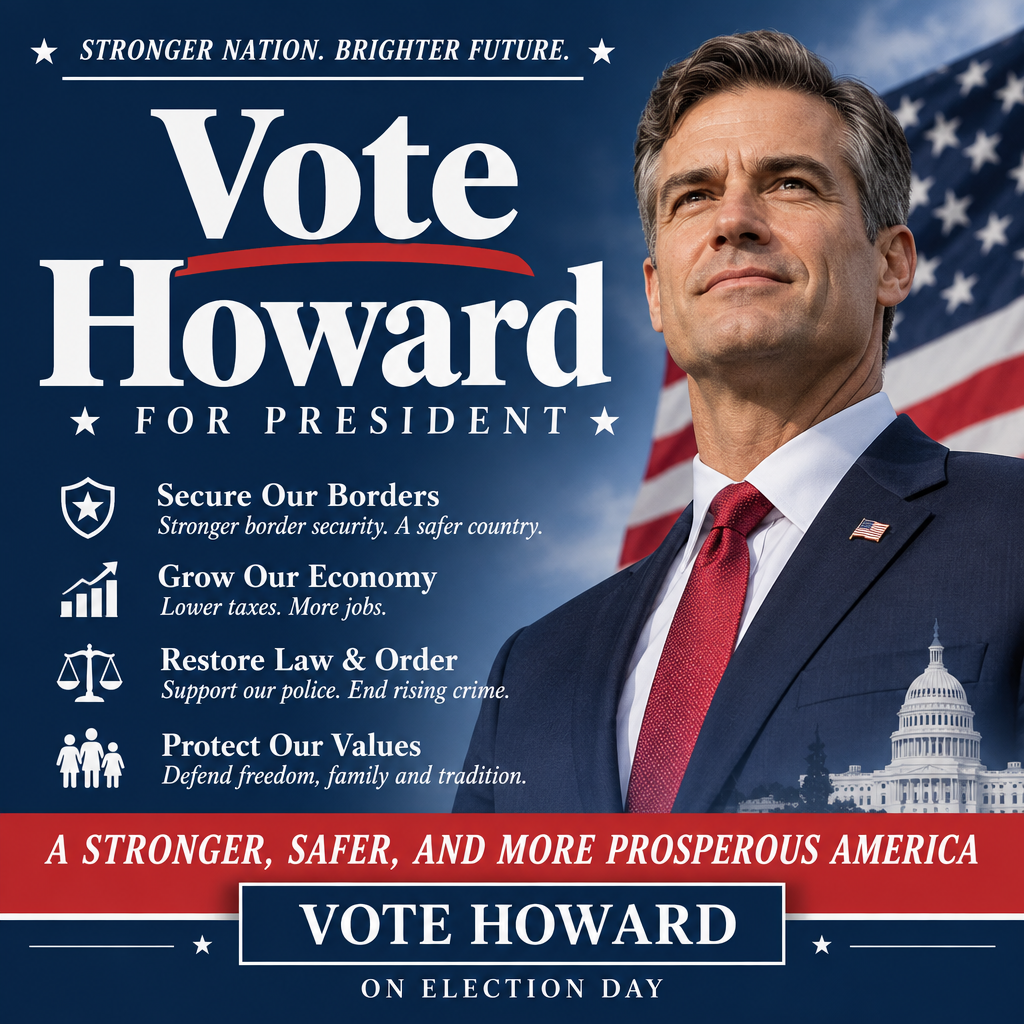 STRONGER NATION. BRIGHTER FUTURE.
Vote
Howard
FOR PRESIDENT
Secure Our Borders
Stronger border security. A safer country.
Grow Our Economy
Lower taxes. More jobs.
Restore Law & Order
Support our police. End rising crime.
Protect Our Values
Defend freedom, family and tradition.
A STRONGER, SAFER, AND MORE PROSPEROUS AMERICA
VOTE HOWARD
ON ELECTION DAY